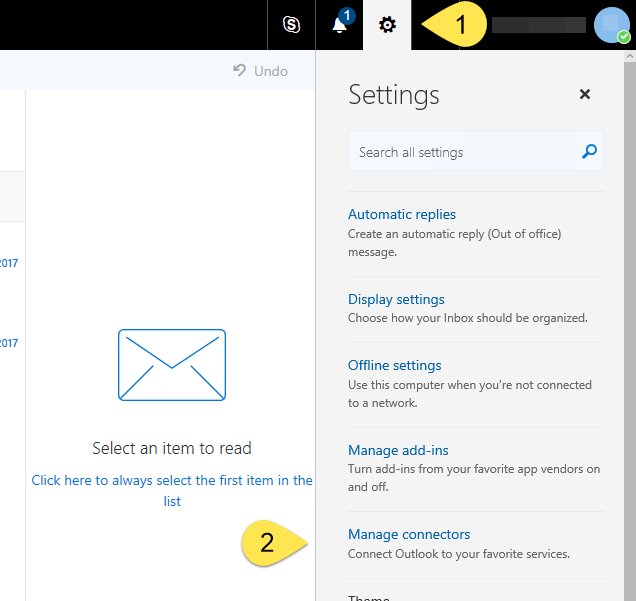 1
1
Undo
Settings
Search all settings
Automatic replies
Create an automatic reply (Out of office)
message.
2017
Display settings
Choose how your Inbox should be organized.
2017
Offline settings
Use this computer when you're not connected
to a network.
Select an item to read
Click here to always select the first item in the
list
Manage add-ins
Turn add-ins from your favorite app vendors on
and off.
2
Manage connectors
Connect Outlook to your favorite services.
Theme